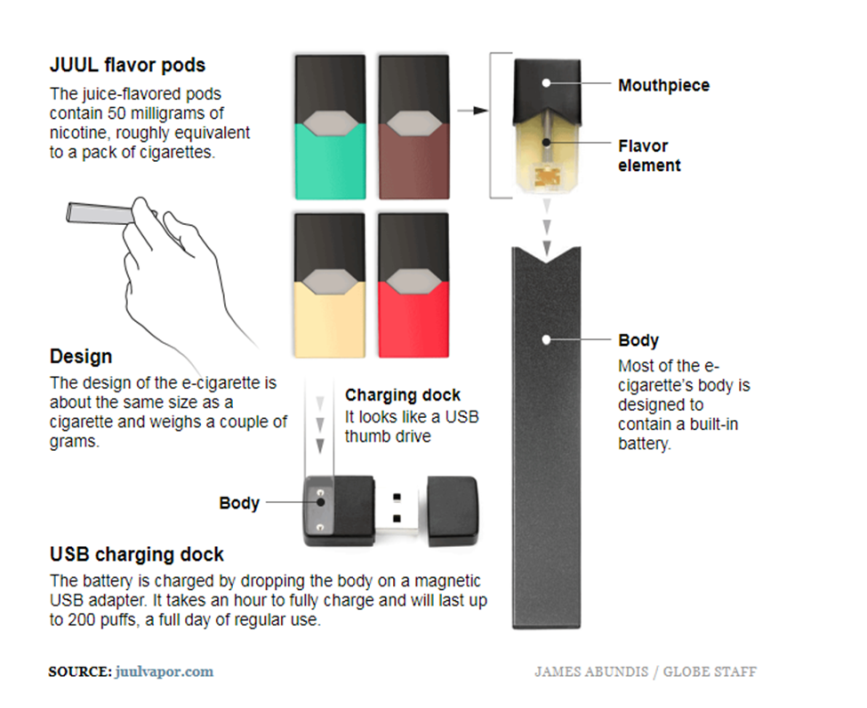 JUUL flavor pods
The juice-flavored pods
contain 50 milligrams of
nicotine, roughly equivalent
to a pack of cigarettes.
Mouthpiece
Flavor
element
Design
The design of the e-cigarette is
about the same size as a
cigarette and weighs a couple of
grams.
Charging dock
It looks like a USB
thumb drive
Body
Most of the e-
cigarette's body is
designed to
contain a built-in
battery.
Body
USB charging dock
The battery is charged by dropping the body on a magnetic
USB adapter. It takes an hour to fully charge and will last up
to 200 puffs, a full day of regular use.
SOURCE: juulvapor.com
JAMES ABUNDIS / GLOBE STAFF